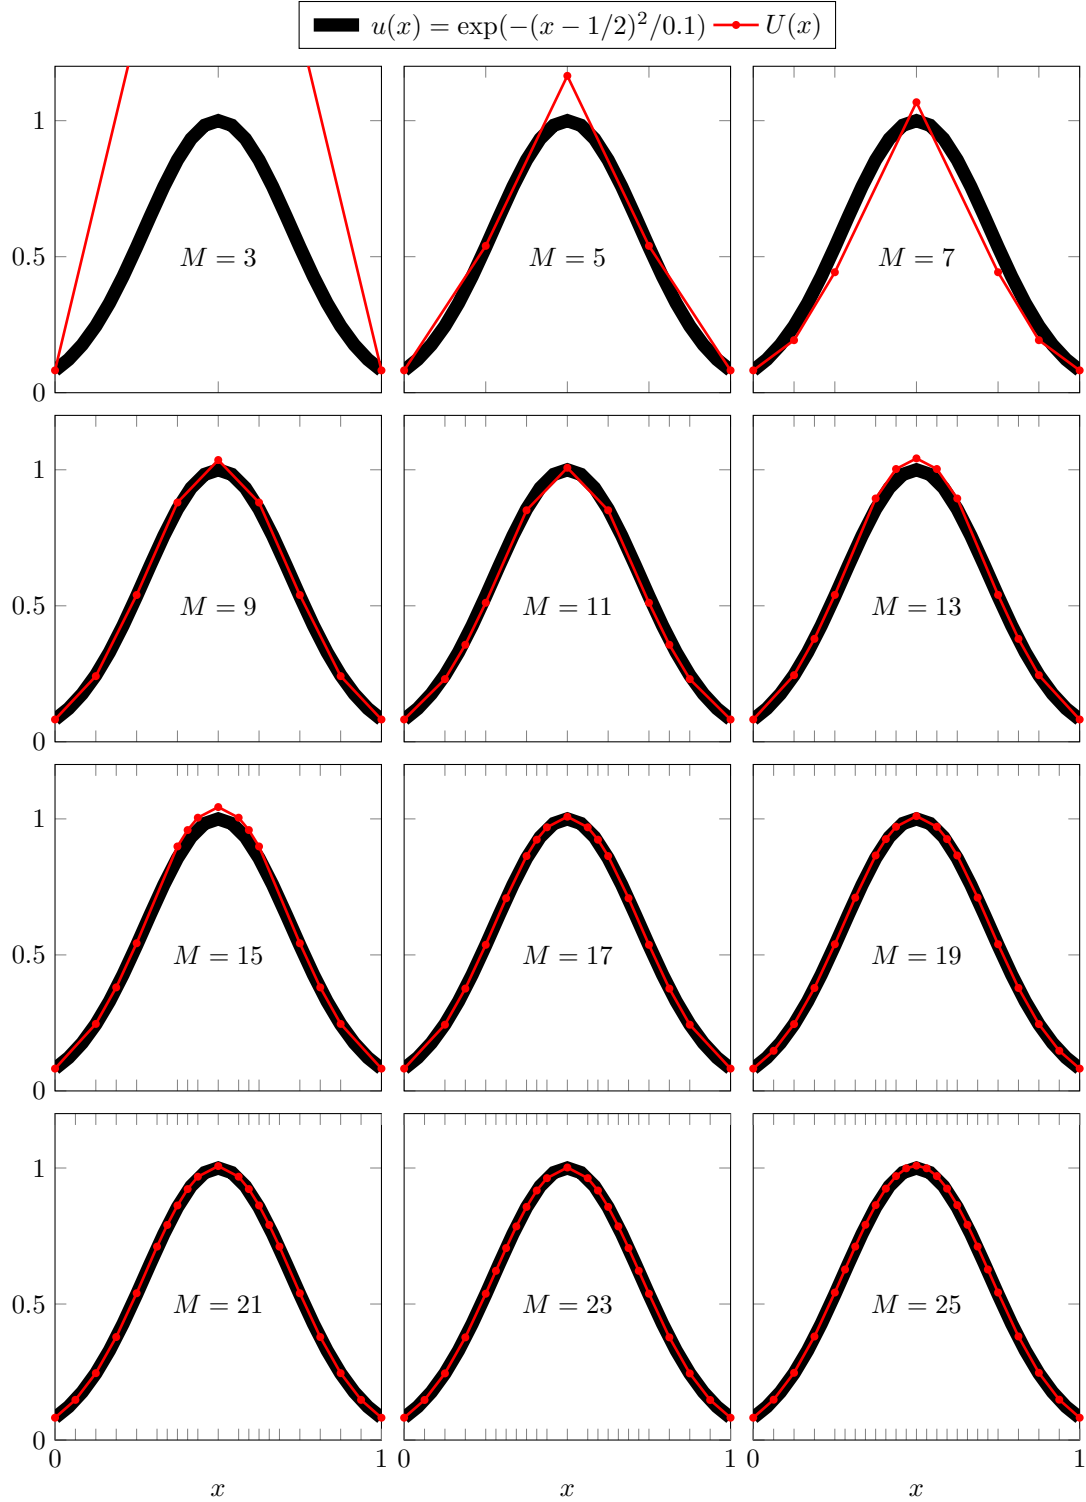 u(x) = exp(−(x − 1/2)²/0.1) U(x)
1
0.5
0
M = 3
M = 5
M = 7
1
0.5
0
M = 9
M = 11
M = 13
1
0.5
0
M = 15
M = 17
M = 19
1
0.5
0
M = 21
M = 23
M = 25
0 1 0 1 0 1
x x x